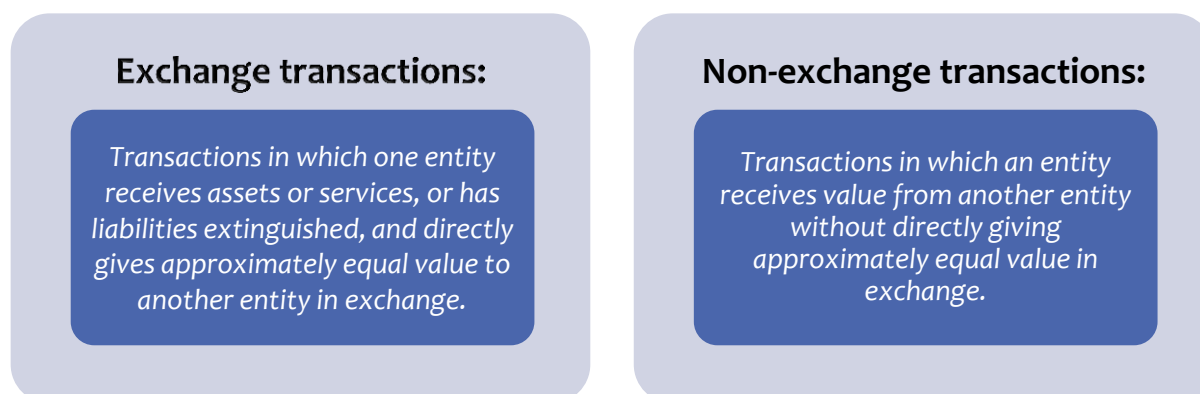 Exchange transactions:
Transactions in which one entity
receives assets or services, or has
liabilities extinguished, and directly
gives approximately equal value to
another entity in exchange.
Non-exchange transactions:
Transactions in which an entity
receives value from another entity
without directly giving
approximately equal value in
exchange.